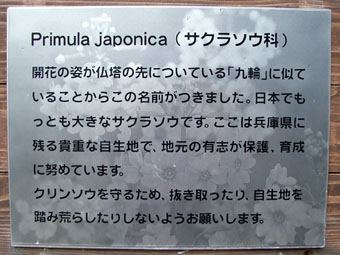 Primula japonica（サクラソウ科）
開花の姿が仏塔の先についている「九輪」に似て
いることからこの名前がつきました。日本でも
っとも大きなサクラソウです。ここは兵庫県に
残る貴重な自生地で、地元の有志が保護、育成
に努めています。
クリンソウを守るため、抜き取ったり、自生地を
踏み荒らしたりしないようお願いします。